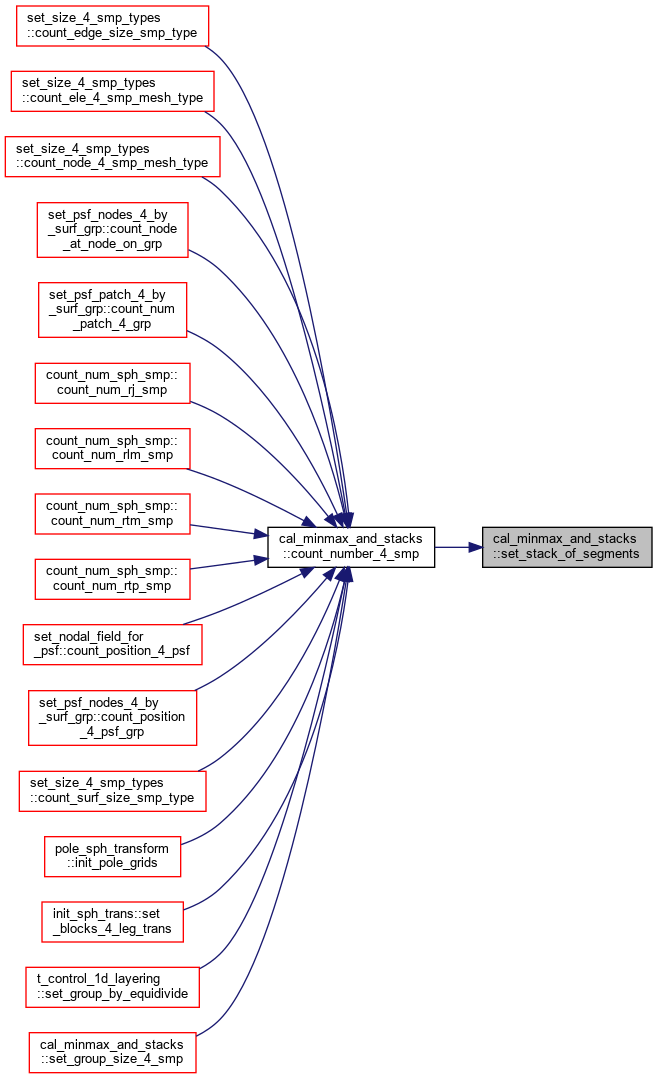 set_size_4_smp_types
::count_edge_size_smp_type
set_size_4_smp_types
::count_ele_4_smp_mesh_type
set_size_4_smp_types
::count_node_4_smp_mesh_type
set_psf_nodes_4_by
_surf_grp::count_node
_at_node_on_grp
set_psf_patch_4_by
_surf_grp::count_num
_patch_4_grp
count_num_sph_smp::
count_num_rj_smp
count_num_sph_smp::
count_num_rlm_smp
count_num_sph_smp::
count_num_rtm_smp
count_num_sph_smp::
count_num_rtp_smp
set_nodal_field_for
_psf::count_position_4_psf
set_psf_nodes_4_by
_surf_grp::count_position
_4_psf_grp
set_size_4_smp_types
::count_surf_size_smp_type
pole_sph_transform
::init_pole_grids
init_sph_trans::set
_blocks_4_leg_trans
t_control_1d_layering
::set_group_by_equidivide
cal_minmax_and_stacks
::set_group_size_4_smp
cal_minmax_and_stacks
::count_number_4_smp
cal_minmax_and_stacks
::set_stack_of_segments